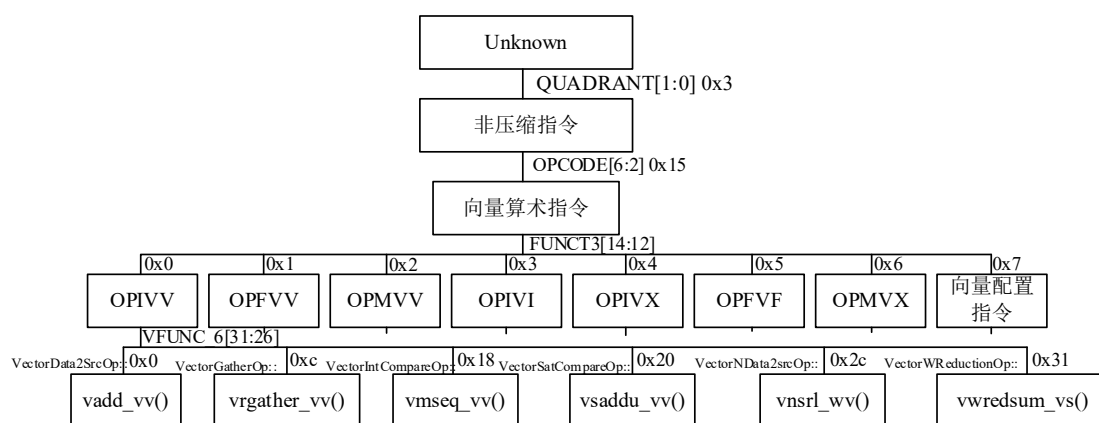 Unknown
QUADRANT[1:0] 0x3
非压缩指令
OPCODE[6:2] 0x15
向量算术指令
FUNCT3[14:12]
0x0 0x1 0x2 0x3 0x4 0x5 0x6 0x7
OPIVV OPFVV OPMVV OPIVI OPIVX OPFVF OPMVX 向量配置
指令
VFUNC_6[31:26]
VectorData2SrcOp:: 0x0 VectorGatherOp:: 0xc VectorIntCompareOp:: 0x18 VectorSatCompareOp:: 0x20 VectorNData2srcOp:: 0x2c VectorWReductionOp:: 0x31
vadd_vv() vrgather_vv() vmseq_vv() vsaddu_vv() vnsrl_wv() vwredsum_vs()